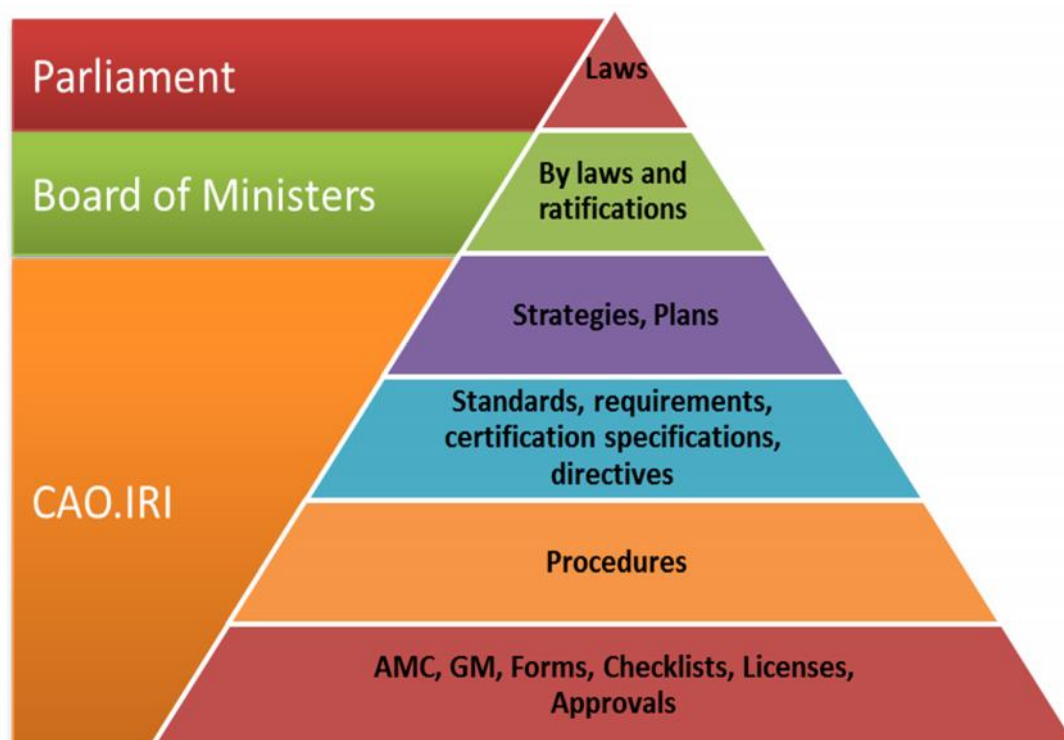 Parliament
Laws
Board of Ministers
By laws and
ratifications
Strategies, Plans
Standards, requirements,
certification specifications,
directives
CAO.IRI
Procedures
AMC, GM, Forms, Checklists, Licenses,
Approvals